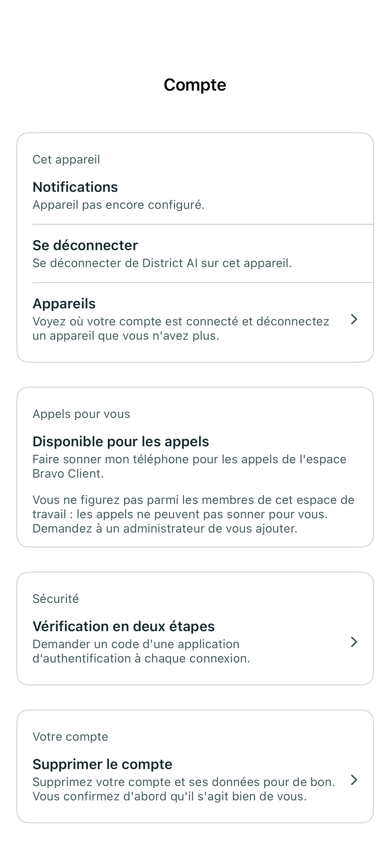 Compte
Cet appareil
Notifications
Appareil pas encore configuré.
Se déconnecter
Se déconnecter de District AI sur cet appareil.
Appareils
Voyez où votre compte est connecté et déconnectez
un appareil que vous n'avez plus.
Appels pour vous
Disponible pour les appels
Faire sonner mon téléphone pour les appels de l'espace
Bravo Client.
Vous ne figurez pas parmi les membres de cet espace de
travail : les appels ne peuvent pas sonner pour vous.
Demandez à un administrateur de vous ajouter.
Sécurité
Vérification en deux étapes
Demander un code d'une application
d'authentification à chaque connexion.
Votre compte
Supprimer le compte
Supprimez votre compte et ses données pour de bon.
Vous confirmez d'abord qu'il s'agit bien de vous.